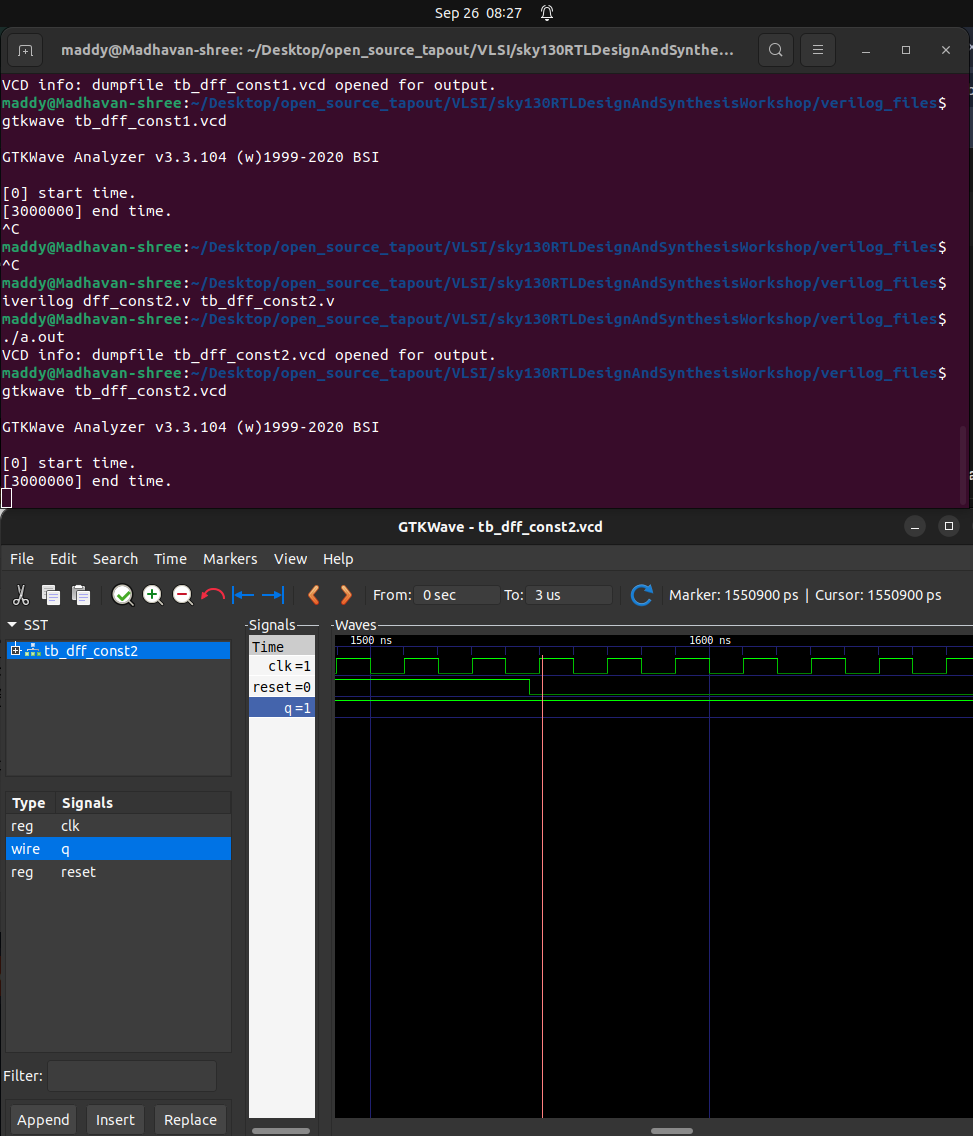 Sep 26 08:27
maddy@Madhavan-shree: ~/Desktop/open_source_tapout/VLSI/sky130RTLDesignAndSynthe...
VCD info: dumpfile tb_dff_const1.vcd opened for output.
maddy@Madhavan-shree:~/Desktop/open_source_tapout/VLSI/sky130RTLDesignAndSynthesisWorkshop/verilog_files$
gtkwave tb_dff_const1.vcd
GTKWave Analyzer v3.3.104 (w)1999-2020 BSI
[0] start time.
[3000000] end time.
^C
maddy@Madhavan-shree:~/Desktop/open_source_tapout/VLSI/sky130RTLDesignAndSynthesisWorkshop/verilog_files$
^C
maddy@Madhavan-shree:~/Desktop/open_source_tapout/VLSI/sky130RTLDesignAndSynthesisWorkshop/verilog_files$
iverilog dff_const2.v tb_dff_const2.v
maddy@Madhavan-shree:~/Desktop/open_source_tapout/VLSI/sky130RTLDesignAndSynthesisWorkshop/verilog_files$
./a.out
VCD info: dumpfile tb_dff_const2.vcd opened for output.
maddy@Madhavan-shree:~/Desktop/open_source_tapout/VLSI/sky130RTLDesignAndSynthesisWorkshop/verilog_files$
gtkwave tb_dff_const2.vcd
GTKWave Analyzer v3.3.104 (w)1999-2020 BSI
[0] start time.
[3000000] end time.
GTKWave - tb_dff_const2.vcd
File Edit Search Time Markers View Help
From: 0 sec To: 3 us Marker: 1550900 ps | Cursor: 1550900 ps
SST
tb_dff_const2
Type Signals
reg clk
wire q
reg reset
Filter:
Append Insert Replace
Signals
Time
clk =1
reset =0
q =1
Waves
1500 ns 1600 ns